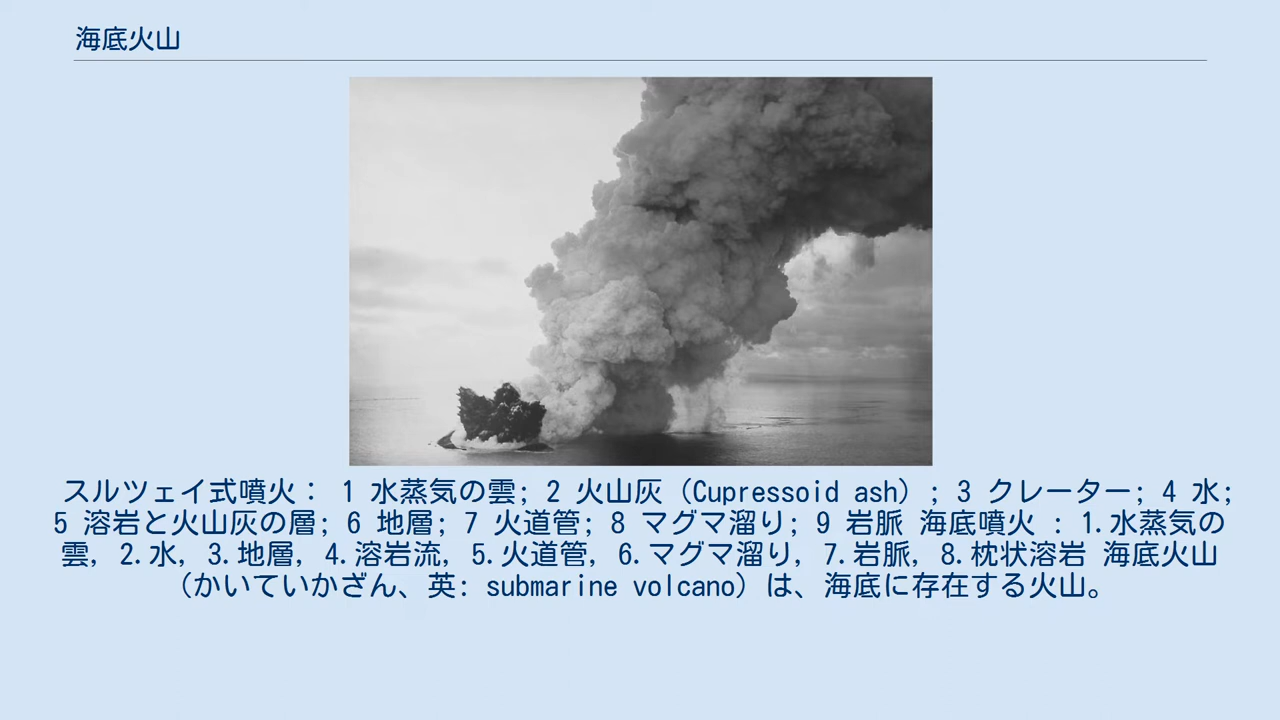 海底火山
スルツェイ式噴火： 1 水蒸気の雲; 2 火山灰（Cupressoid ash）; 3 クレーター; 4 水;
5 溶岩と火山灰の層; 6 地層; 7 火道管; 8 マグマ溜り; 9 岩脈 海底噴火 : 1.水蒸気の
雲, 2.水, 3.地層, 4.溶岩流, 5.火道管, 6.マグマ溜り, 7.岩脈, 8.枕状溶岩 海底火山
（かいていかざん、英: submarine volcano）は、海底に存在する火山。